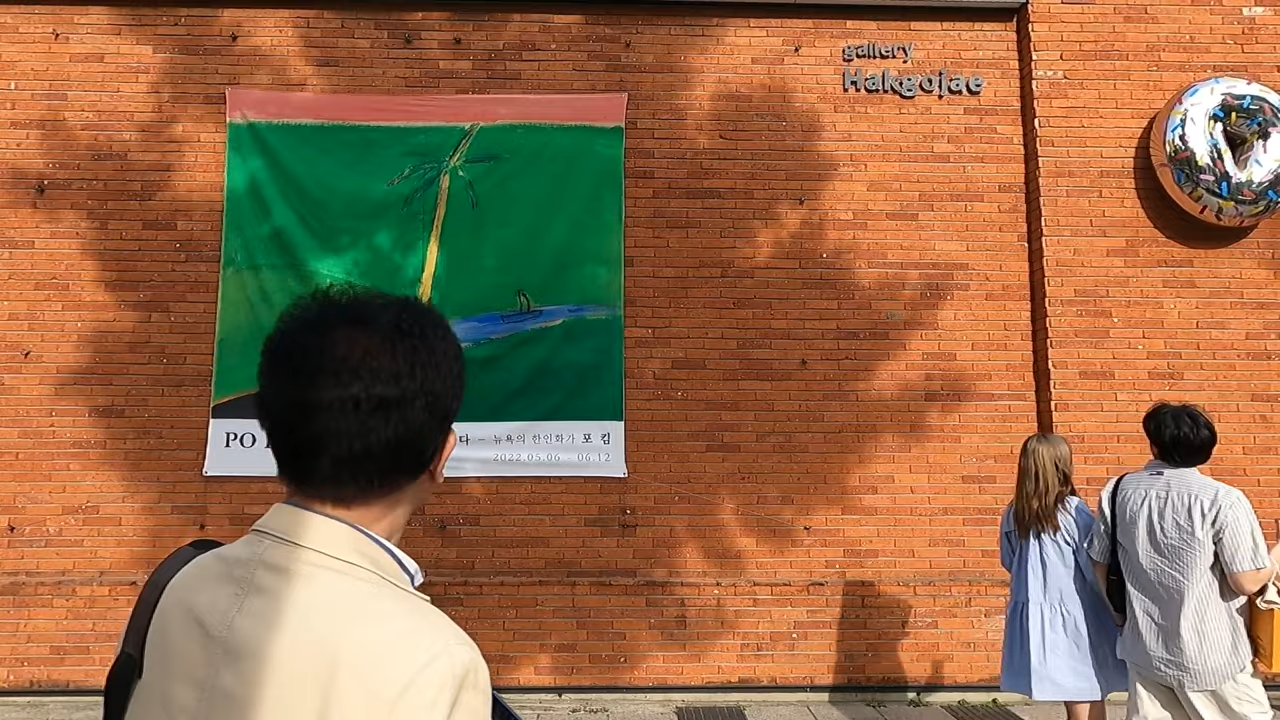 gallery
Hakgojae
PO
다 – 뉴욕의 한인화가 포 킴
2022.05.06 - 06.12